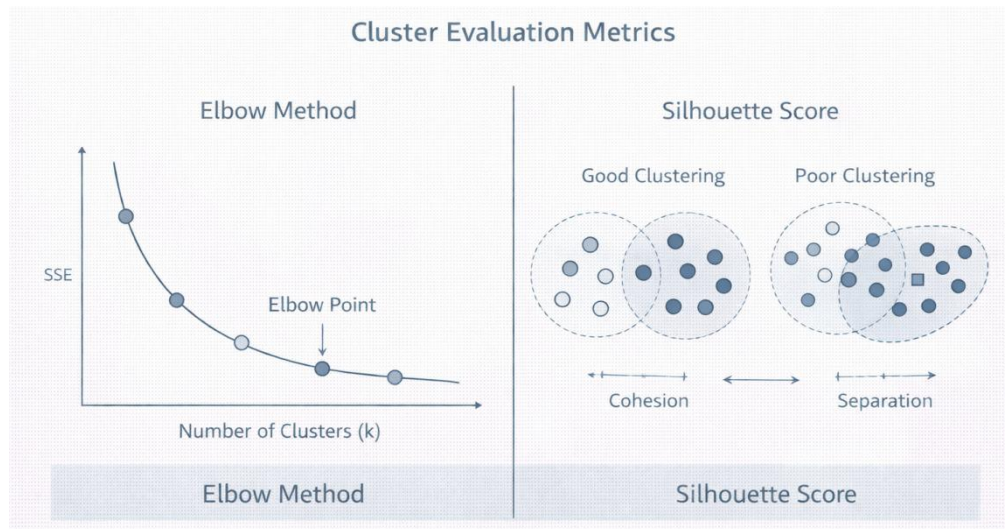 Cluster Evaluation Metrics
Elbow Method
SSE
Elbow Point
Number of Clusters (k)
Silhouette Score
Good Clustering
Poor Clustering
Cohesion
Separation
Elbow Method
Silhouette Score